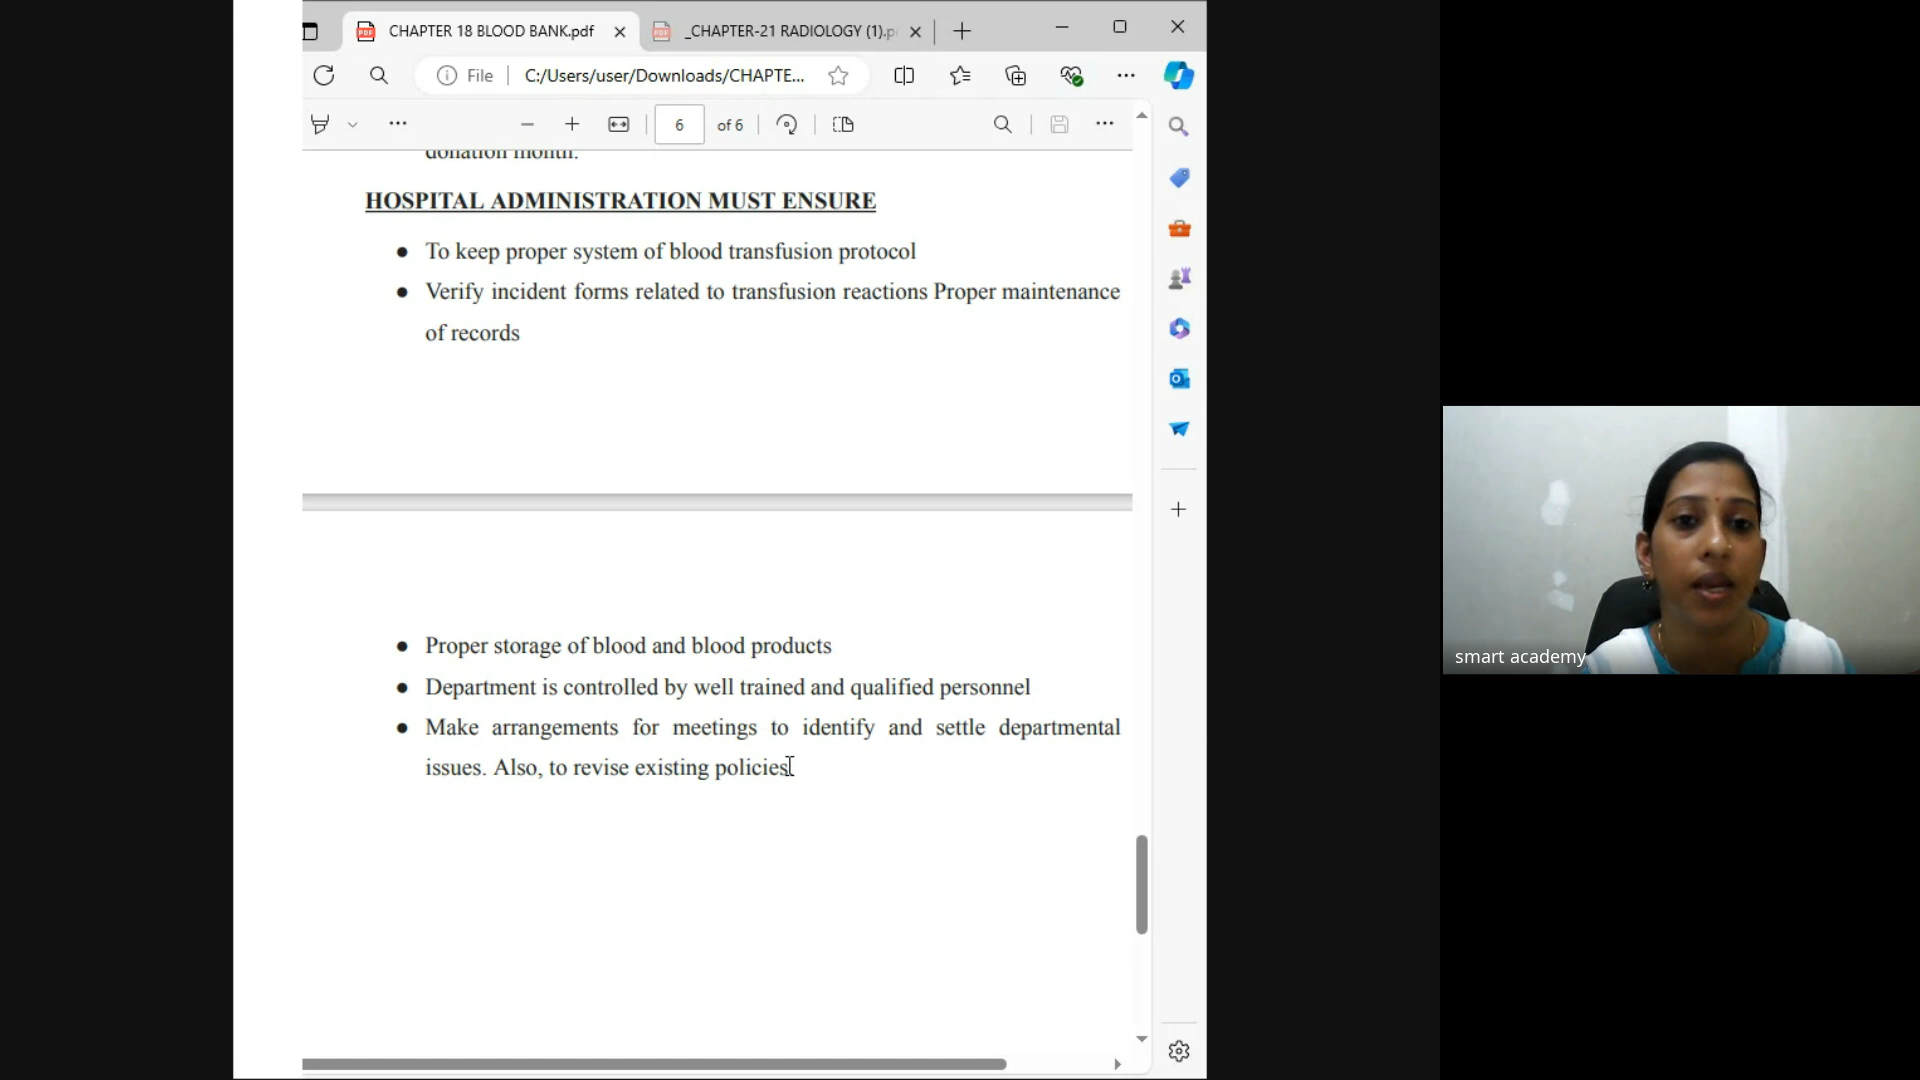 CHAPTER 18 BLOOD BANK.pdf
_CHAPTER-21 RADIOLOGY (1).p
File
C:/Users/user/Downloads/CHAPTE...
6 of 6
donation month.
HOSPITAL ADMINISTRATION MUST ENSURE
● To keep proper system of blood transfusion protocol
● Verify incident forms related to transfusion reactions Proper maintenance
of records
● Proper storage of blood and blood products
● Department is controlled by well trained and qualified personnel
● Make arrangements for meetings to identify and settle departmental
issues. Also, to revise existing policies
smart academy